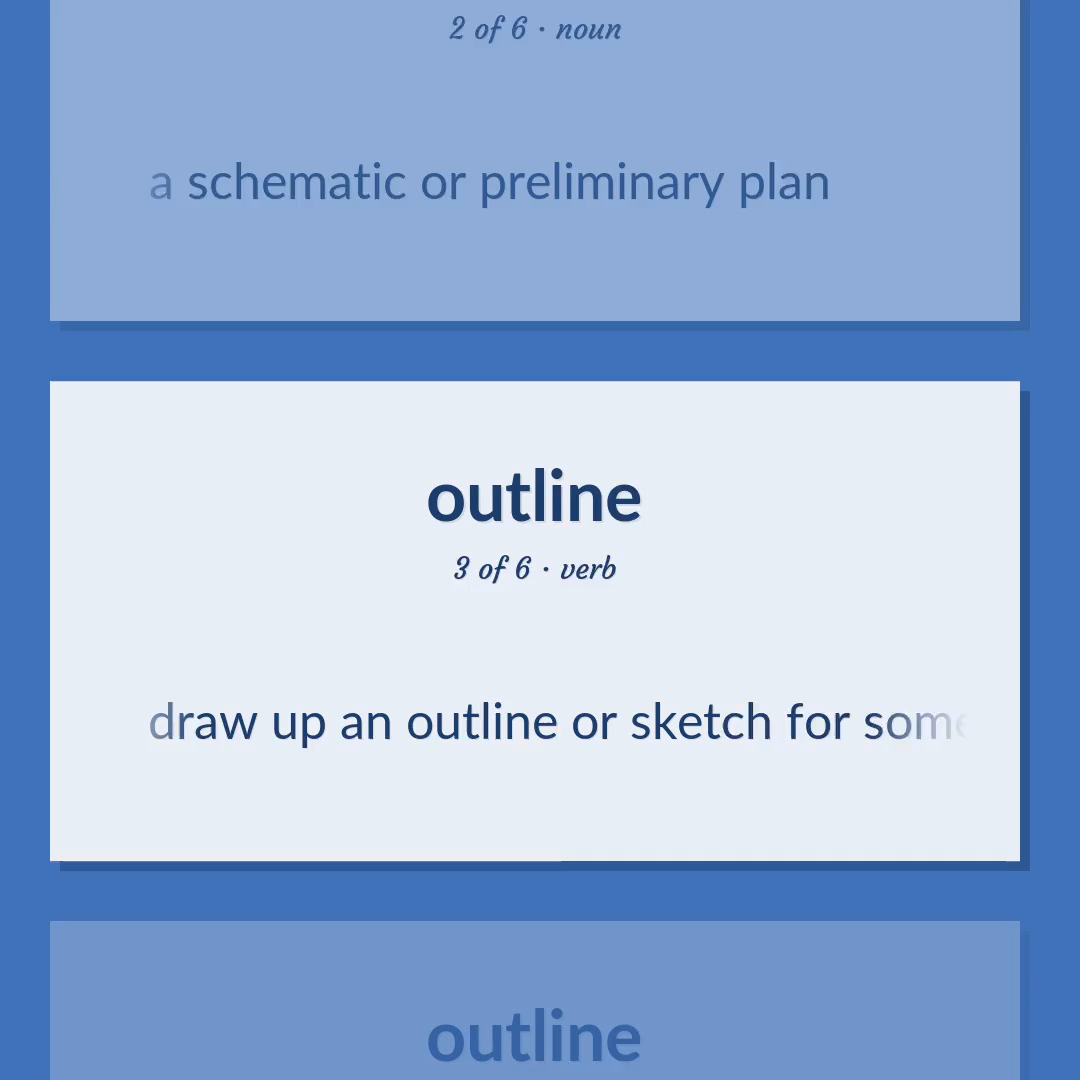 2 of 6 · noun
a schematic or preliminary plan
outline
3 of 6 · verb
draw up an outline or sketch for
outline